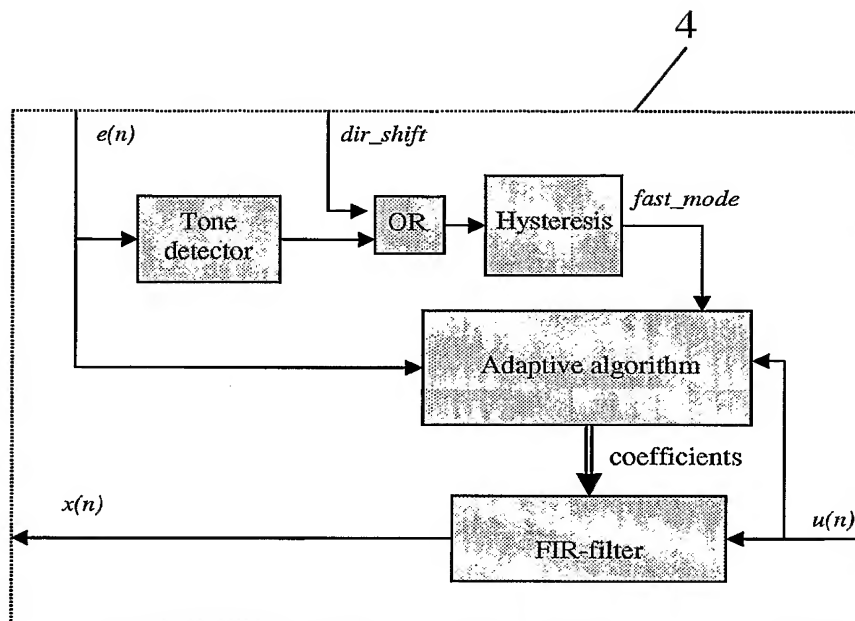 4
e(n)
dir_shift
Tone
detector
OR
Hysteresis
fast_mode
Adaptive algorithm
coefficients
x(n)
u(n)
FIR-filter